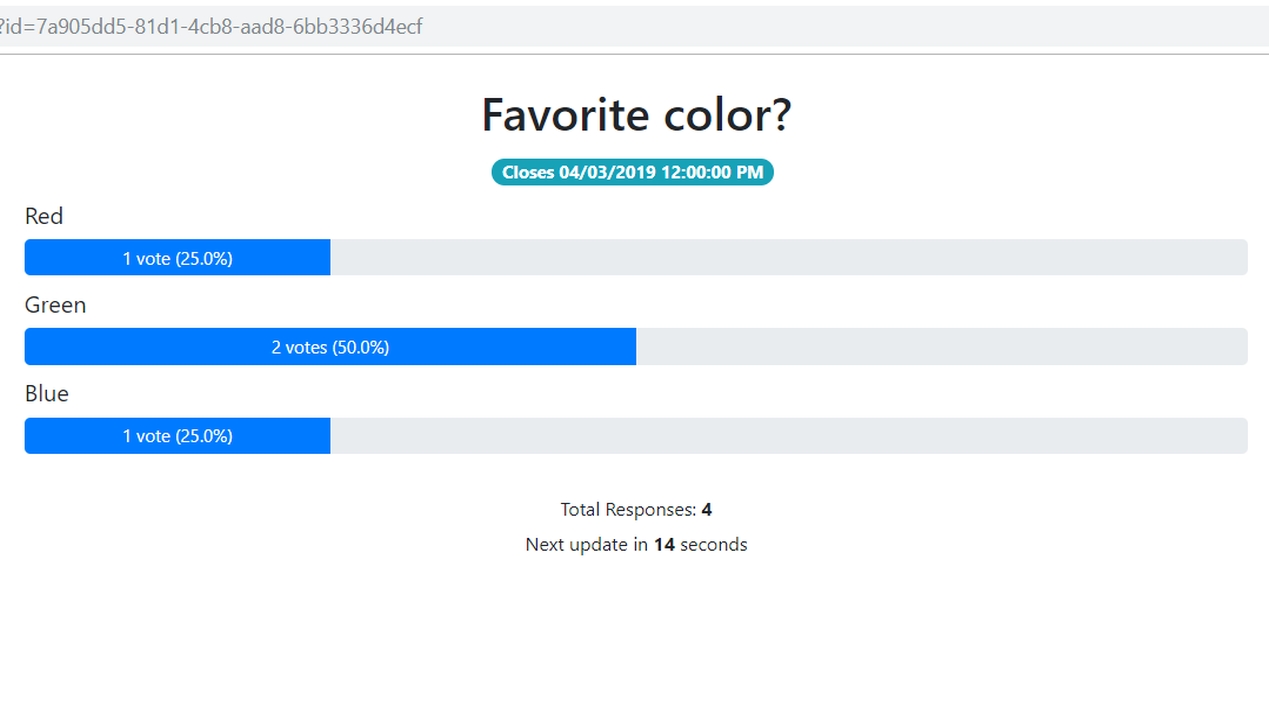 ?id=7a905dd5-81d1-4cb8-aad8-6bb3336d4ecf
Favorite color?
Closes 04/03/2019 12:00:00 PM
Red
1 vote (25.0%)
Green
2 votes (50.0%)
Blue
1 vote (25.0%)
Total Responses: 4
Next update in 14 seconds